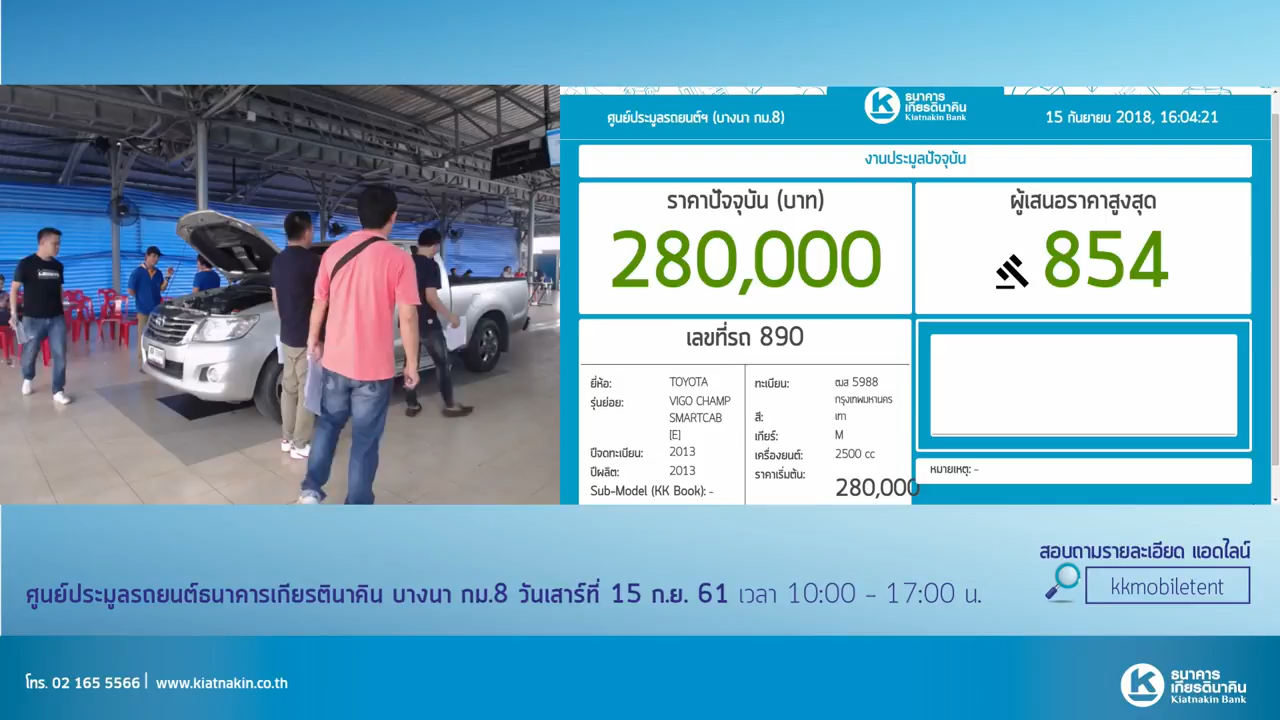 ศูนย์ประมูลรถยนต์ฯ (บางนา กม.8)
ธนาคาร
เกียรตินาคิน
Kiatnakin Bank
15 กันยายน 2018, 16:04:21
งานประมูลปัจจุบัน
ราคาปัจจุบัน (บาท)
280,000
ผู้เสนอราคาสูงสุด
854
เลขที่รถ 890
ยี่ห้อ: TOYOTA
รุ่นย่อย: VIGO CHAMP
SMARTCAB
[E]
ปีจดทะเบียน: 2013
ปีผลิต: 2013
Sub-Model (KK Book): -
ทะเบียน: ฒส 5988
กรุงเทพมหานคร
สี: เทา
เกียร์: M
เครื่องยนต์: 2500 cc
ราคาเริ่มต้น:
280,000
หมายเหตุ: -
สอบถามรายละเอียด แอดไลน์
kkmobiletent
ศูนย์ประมูลรถยนต์ธนาคารเกียรตินาคิน บางนา กม.8 วันเสาร์ที่ 15 ก.ย. 61 เวลา 10:00 - 17:00 น.
โทร. 02 165 5566 | www.kiatnakin.co.th
ธนาคาร
เกียรตินาคิน
Kiatnakin Bank